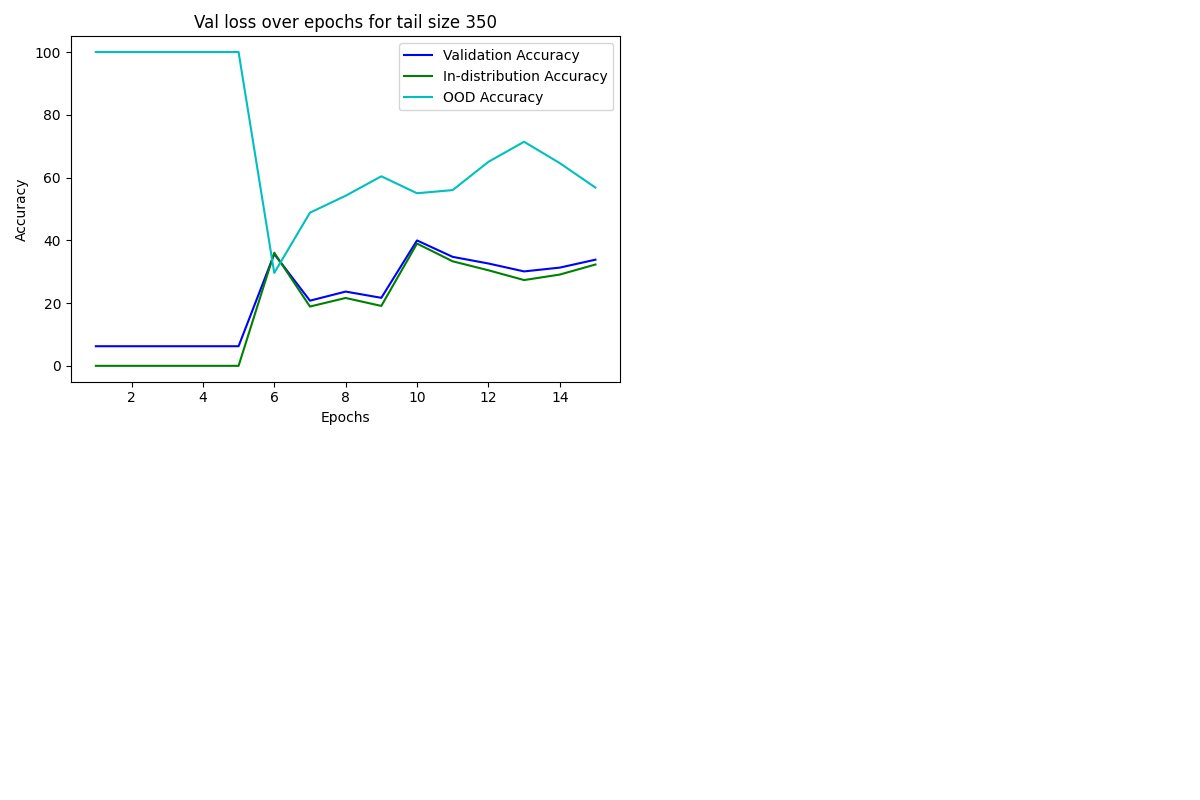 Val loss over epochs for tail size 350
Validation Accuracy
In-distribution Accuracy
OOD Accuracy
100
80
60
40
20
0
Accuracy
2 4 6 8 10 12 14
Epochs